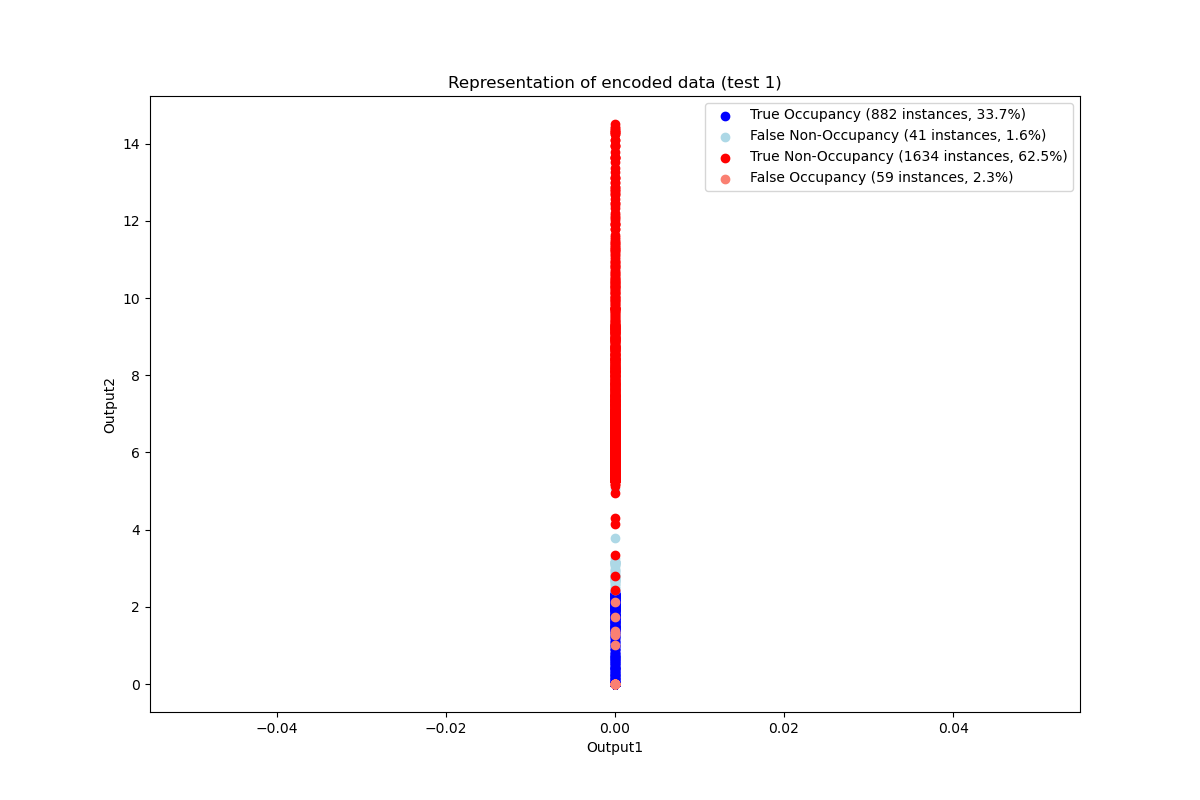 Representation of encoded data (test 1)
True Occupancy (882 instances, 33.7%)
False Non-Occupancy (41 instances, 1.6%)
True Non-Occupancy (1634 instances, 62.5%)
False Occupancy (59 instances, 2.3%)
14
12
10
8
6
4
2
0
Output2
−0.04 −0.02 0.00 0.02 0.04
Output1